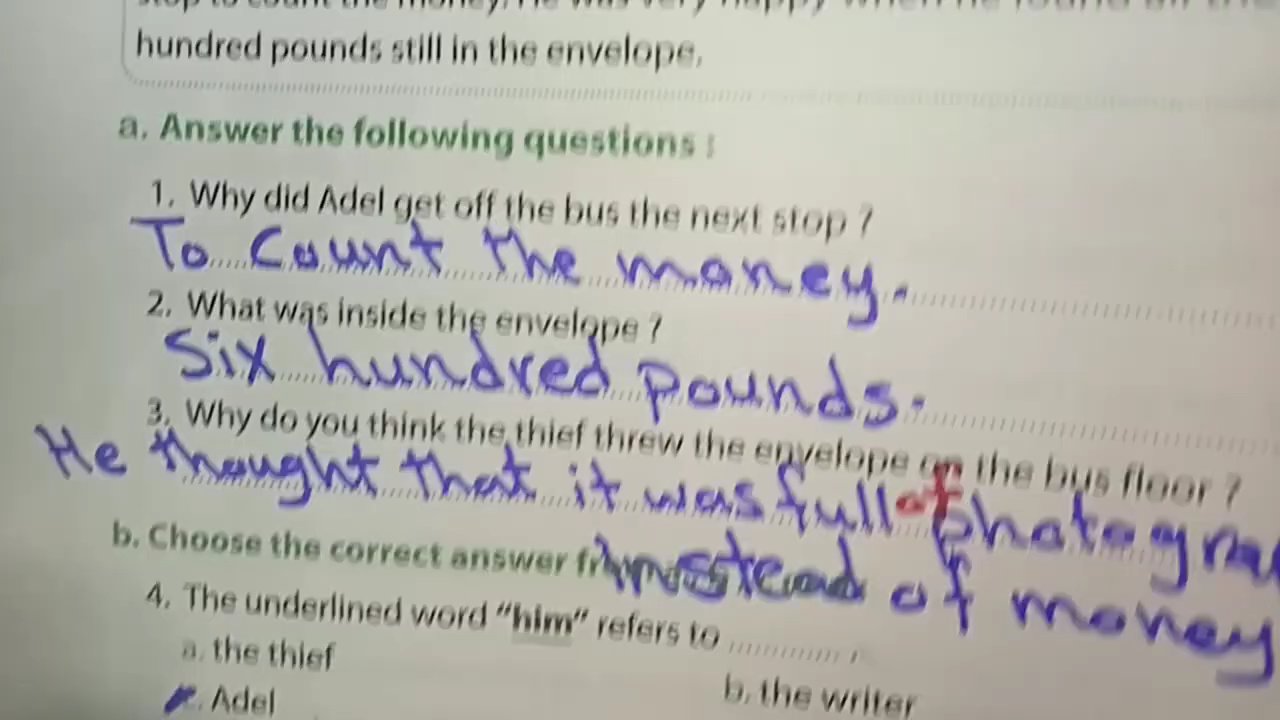 hundred pounds still in the envelope.
a. Answer the following questions :
1. Why did Adel get off the bus the next stop ?
To count the money.
2. What was inside the envelope ?
Six hundred pounds.
3. Why do you think the thief threw the envelope on the bus floor ?
He thought that it was full of
instead of money
b. Choose the correct answer
4. The underlined word "him" refers to ............ :
a. the thief
b. the writer
c. Adel